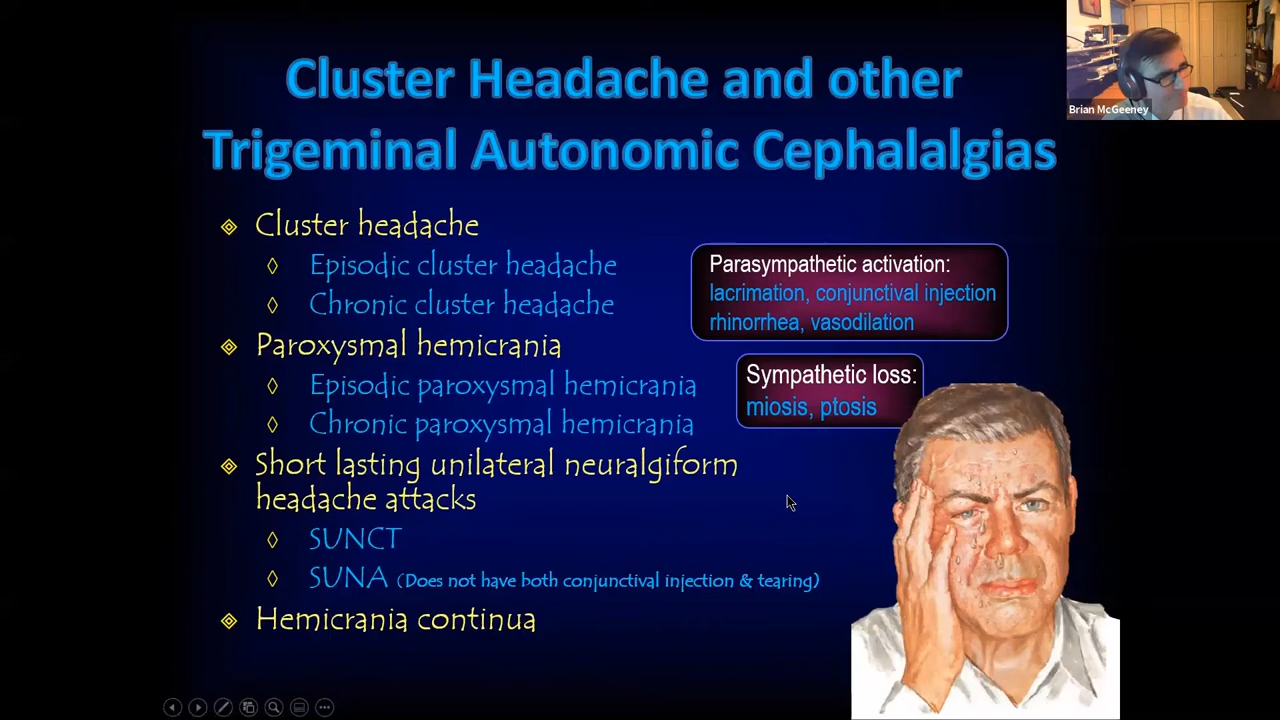 Cluster Headache and other
Trigeminal Autonomic Cephalalgias
Brian McGeeney
Cluster headache
Episodic cluster headache
Chronic cluster headache
Paroxysmal hemicrania
Episodic paroxysmal hemicrania
Chronic paroxysmal hemicrania
Short lasting unilateral neuralgiform
headache attacks
SUNCT
SUNA (Does not have both conjunctival injection & tearing)
Hemicrania continua
Parasympathetic activation:
lacrimation, conjunctival injection
rhinorrhea, vasodilation
Sympathetic loss:
miosis, ptosis